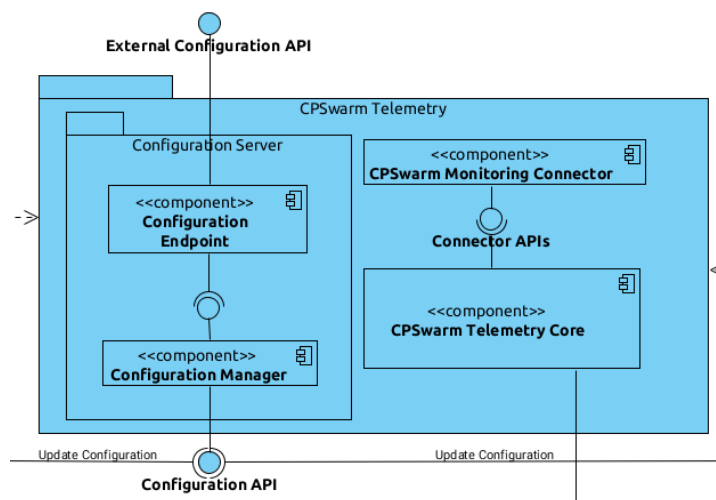 External Configuration API
CPSwarm Telemetry
Configuration Server
<<component>>
Configuration
Endpoint
<<component>>
CPSwarm Monitoring Connector
Connector APIs
<<component>>
CPSwarm Telemetry Core
<<component>>
Configuration Manager
Update Configuration
Update Configuration
Configuration API